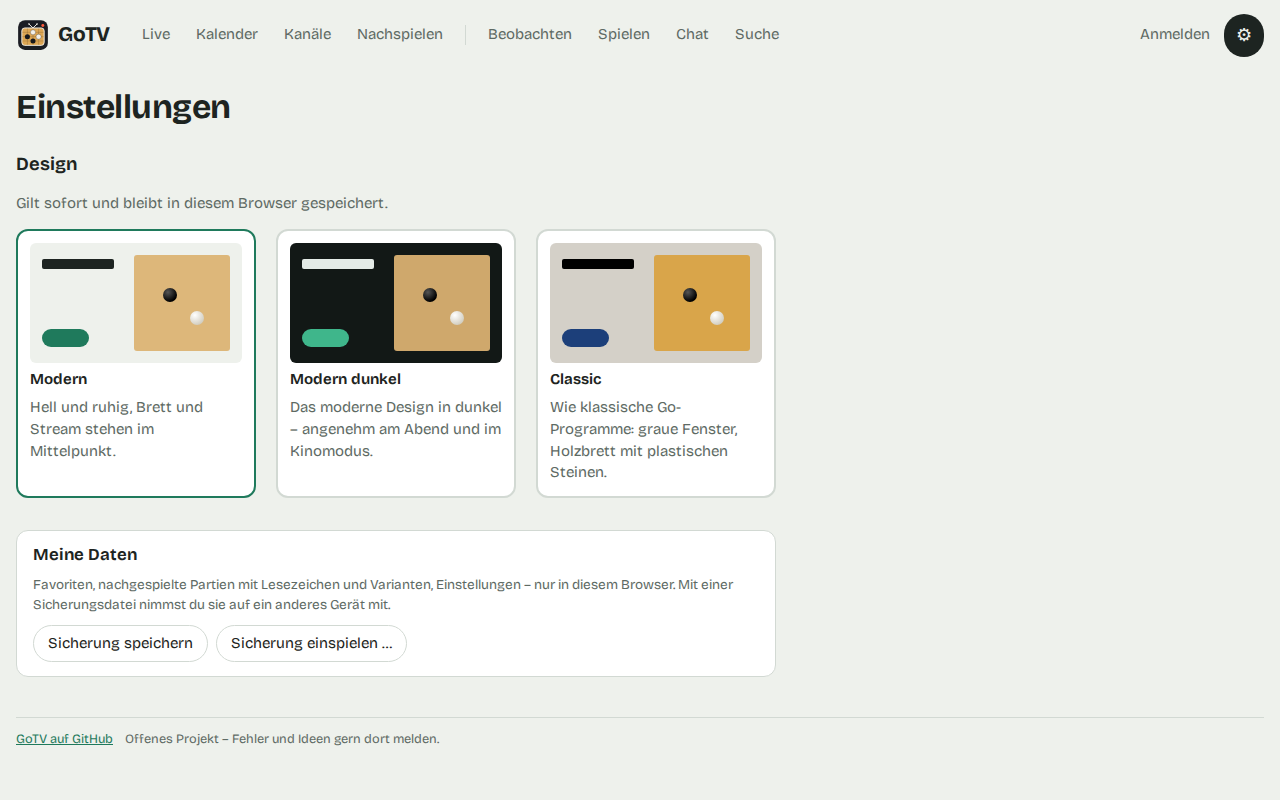 GoTV Live Kalender Kanäle Nachspielen Beobachten Spielen Chat Suche Anmelden
Einstellungen
Design
Gilt sofort und bleibt in diesem Browser gespeichert.
Modern
Hell und ruhig, Brett und
Stream stehen im
Mittelpunkt.
Modern dunkel
Das moderne Design in dunkel
– angenehm am Abend und im
Kinomodus.
Classic
Wie klassische Go-
Programme: graue Fenster,
Holzbrett mit plastischen
Steinen.
Meine Daten
Favoriten, nachgespielte Partien mit Lesezeichen und Varianten, Einstellungen – nur in diesem Browser. Mit einer
Sicherungsdatei nimmst du sie auf ein anderes Gerät mit.
Sicherung speichern Sicherung einspielen ...
GoTV auf GitHub Offenes Projekt – Fehler und Ideen gern dort melden.